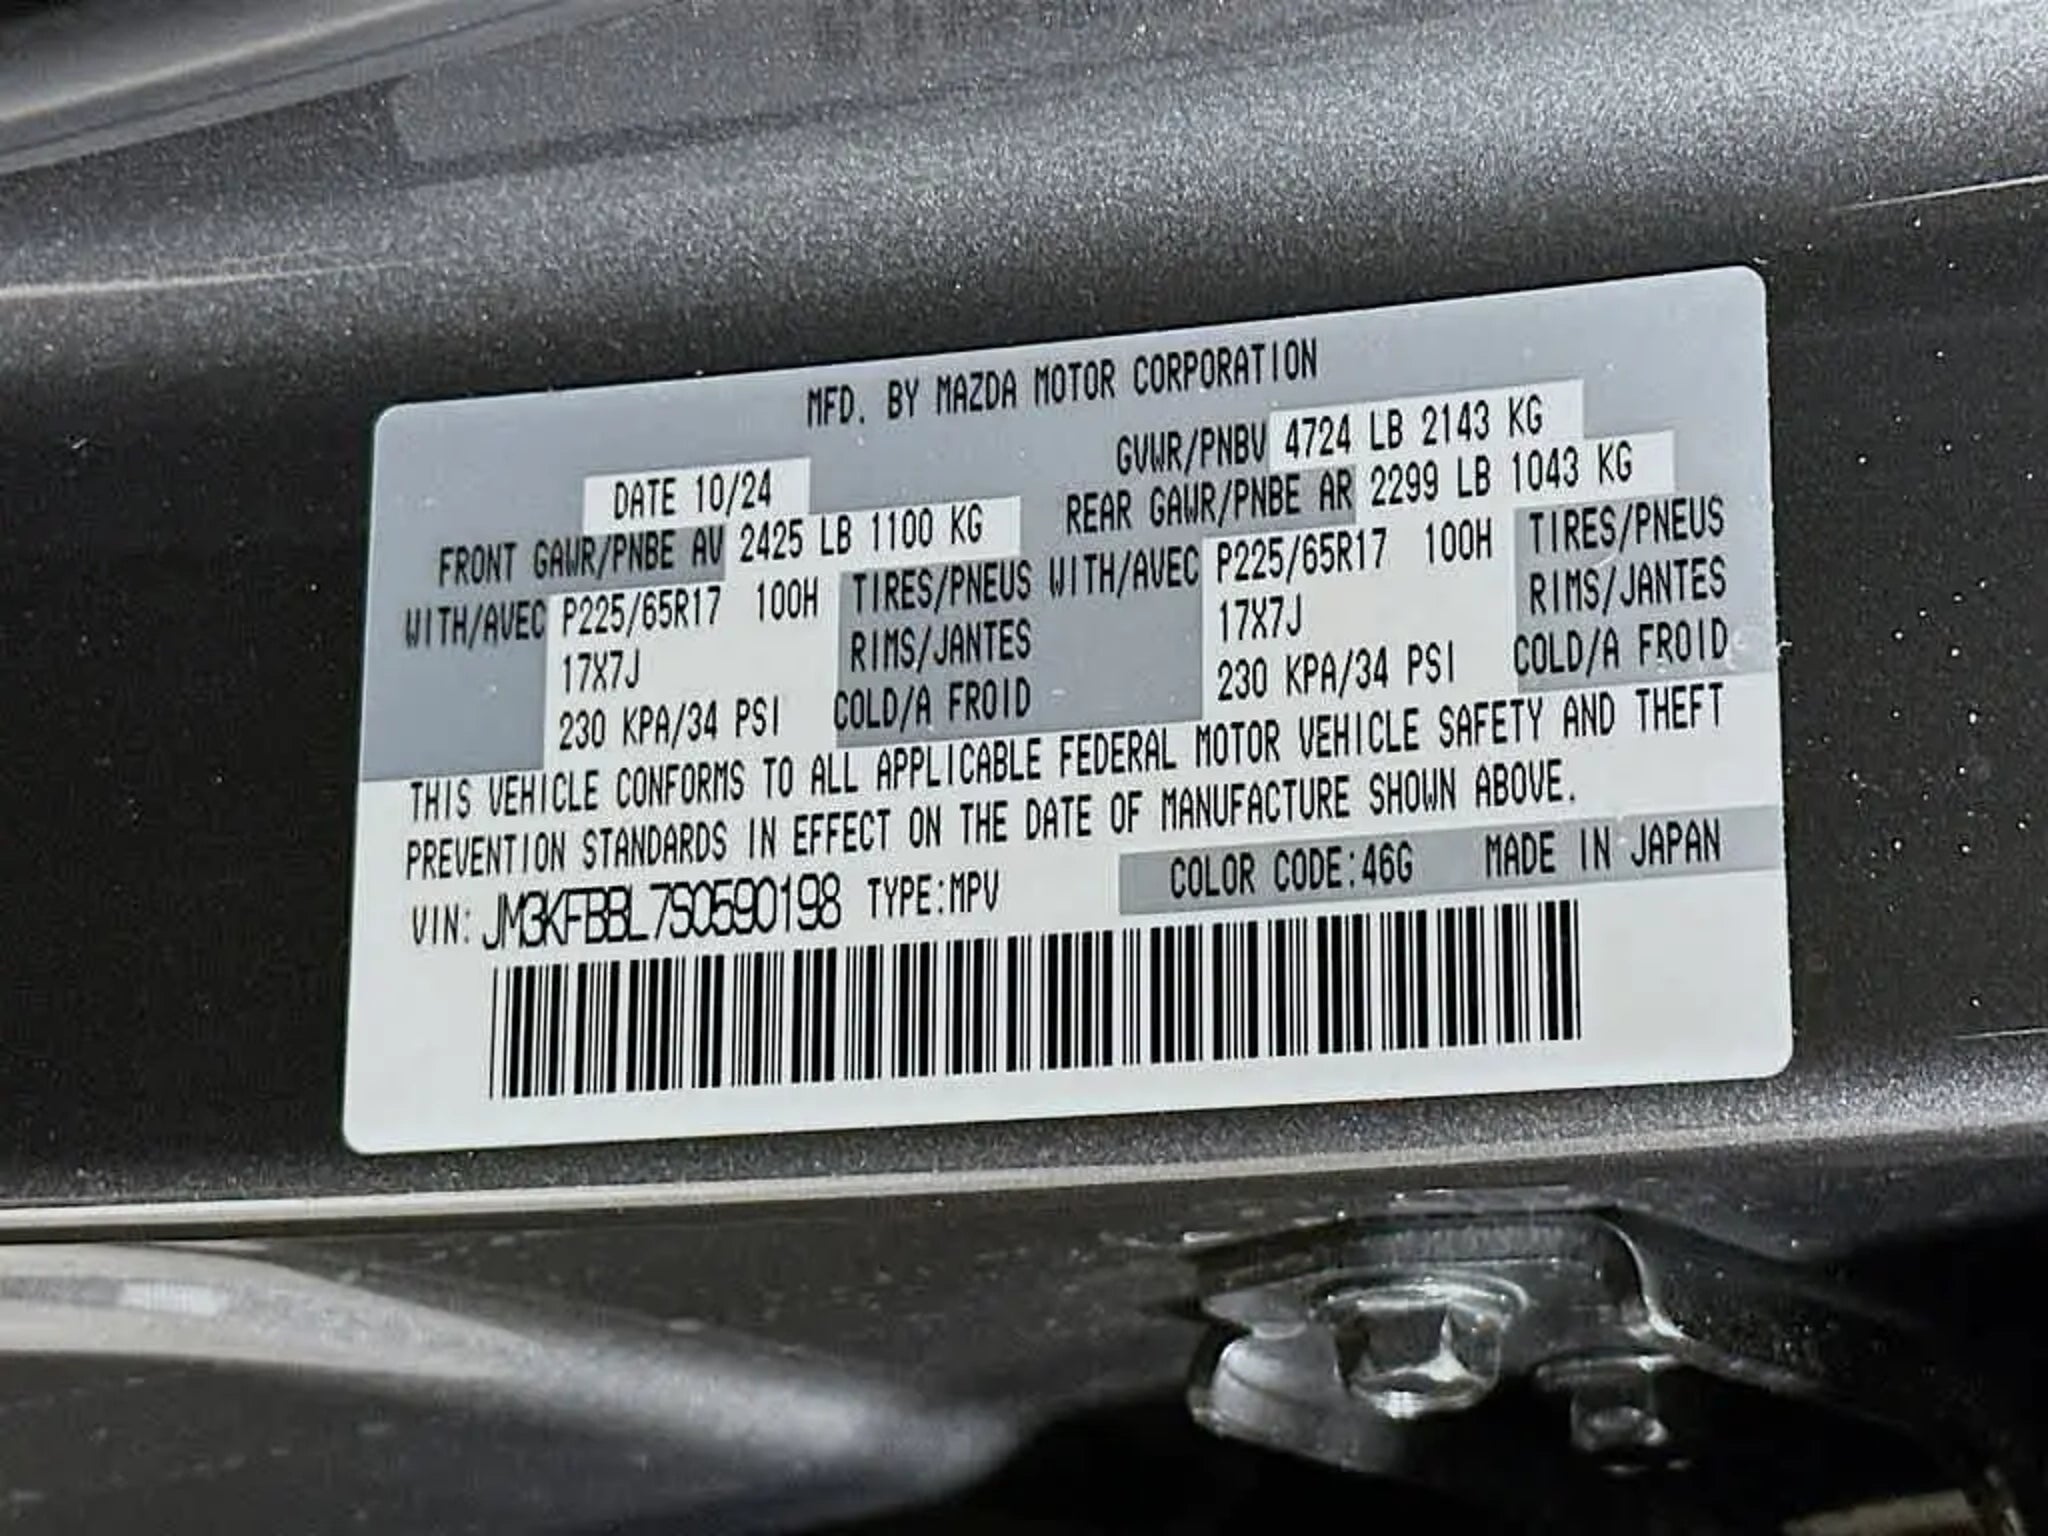 MFD. BY MAZDA MOTOR CORPORATION
GVWR/PNBV 4724 LB 2143 KG
DATE 10/24
FRONT GAWR/PNBE AV 2425 LB 1100 KG REAR GAWR/PNBE AR 2299 LB 1043 KG
WITH/AVEC P225/65R17 100H TIRES/PNEUS WITH/AVEC P225/65R17 100H TIRES/PNEUS
17X7J RIMS/JANTES 17X7J RIMS/JANTES
230 KPA/34 PSI COLD/A FROID 230 KPA/34 PSI COLD/A FROID
THIS VEHICLE CONFORMS TO ALL APPLICABLE FEDERAL MOTOR VEHICLE SAFETY AND THEFT
PREVENTION STANDARDS IN EFFECT ON THE DATE OF MANUFACTURE SHOWN ABOVE.
VIN: JM3KFBBL7S0590198 TYPE:MPV COLOR CODE:46G MADE IN JAPAN